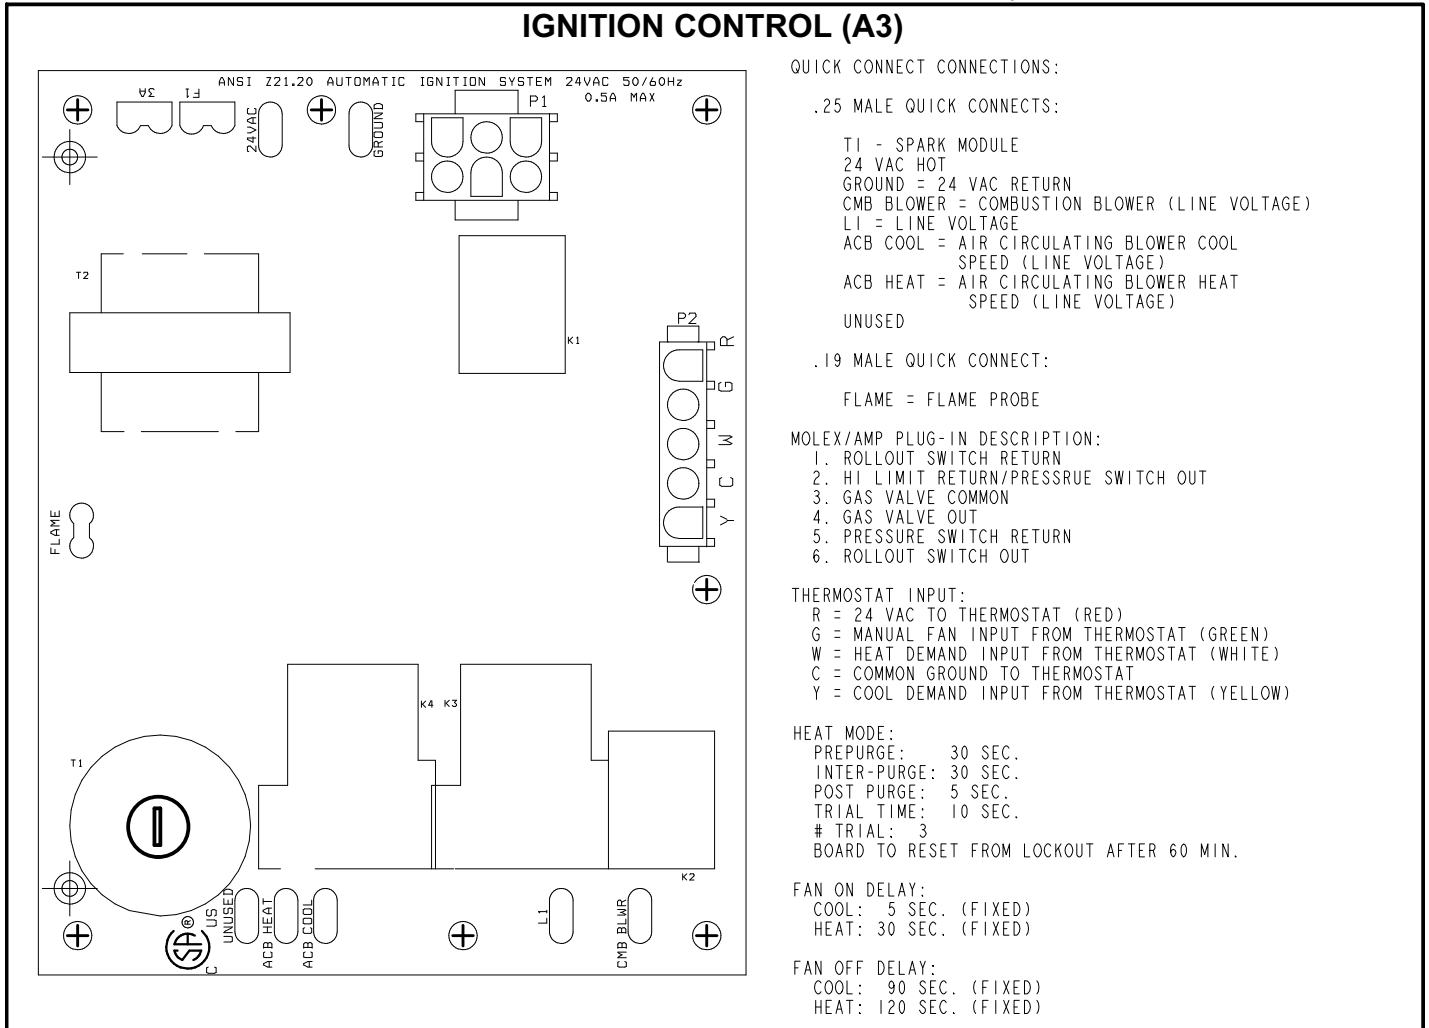 IGNITION CONTROL (A3)
ANSI Z21.20 AUTOMATIC IGNITION SYSTEM 24VAC 50/60Hz
0.5A MAX
3A
F1
24VAC
GROUND
P1
T2
K1
P2
R
G
W
C
Y
FLAME
K4
K3
T1
K2
UNUSED
ACB HEAT
ACB COOL
L1
CMB BLWR
C
SA
®
US
QUICK CONNECT CONNECTIONS:
.25 MALE QUICK CONNECTS:
T1 - SPARK MODULE
24 VAC HOT
GROUND = 24 VAC RETURN
CMB BLOWER = COMBUSTION BLOWER (LINE VOLTAGE)
L1 = LINE VOLTAGE
ACB COOL = AIR CIRCULATING BLOWER COOL
SPEED (LINE VOLTAGE)
ACB HEAT = AIR CIRCULATING BLOWER HEAT
SPEED (LINE VOLTAGE)
UNUSED
.19 MALE QUICK CONNECT:
FLAME = FLAME PROBE
MOLEX/AMP PLUG-IN DESCRIPTION:
1. ROLLOUT SWITCH RETURN
2. HI LIMIT RETURN/PRESSRUE SWITCH OUT
3. GAS VALVE COMMON
4. GAS VALVE OUT
5. PRESSURE SWITCH RETURN
6. ROLLOUT SWITCH OUT
THERMOSTAT INPUT:
R = 24 VAC TO THERMOSTAT (RED)
G = MANUAL FAN INPUT FROM THERMOSTAT (GREEN)
W = HEAT DEMAND INPUT FROM THERMOSTAT (WHITE)
C = COMMON GROUND TO THERMOSTAT
Y = COOL DEMAND INPUT FROM THERMOSTAT (YELLOW)
HEAT MODE:
PREPURGE: 30 SEC.
INTER-PURGE: 30 SEC.
POST PURGE: 5 SEC.
TRIAL TIME: 10 SEC.
# TRIAL: 3
BOARD TO RESET FROM LOCKOUT AFTER 60 MIN.
FAN ON DELAY:
COOL: 5 SEC. (FIXED)
HEAT: 30 SEC. (FIXED)
FAN OFF DELAY:
COOL: 90 SEC. (FIXED)
HEAT: 120 SEC. (FIXED)